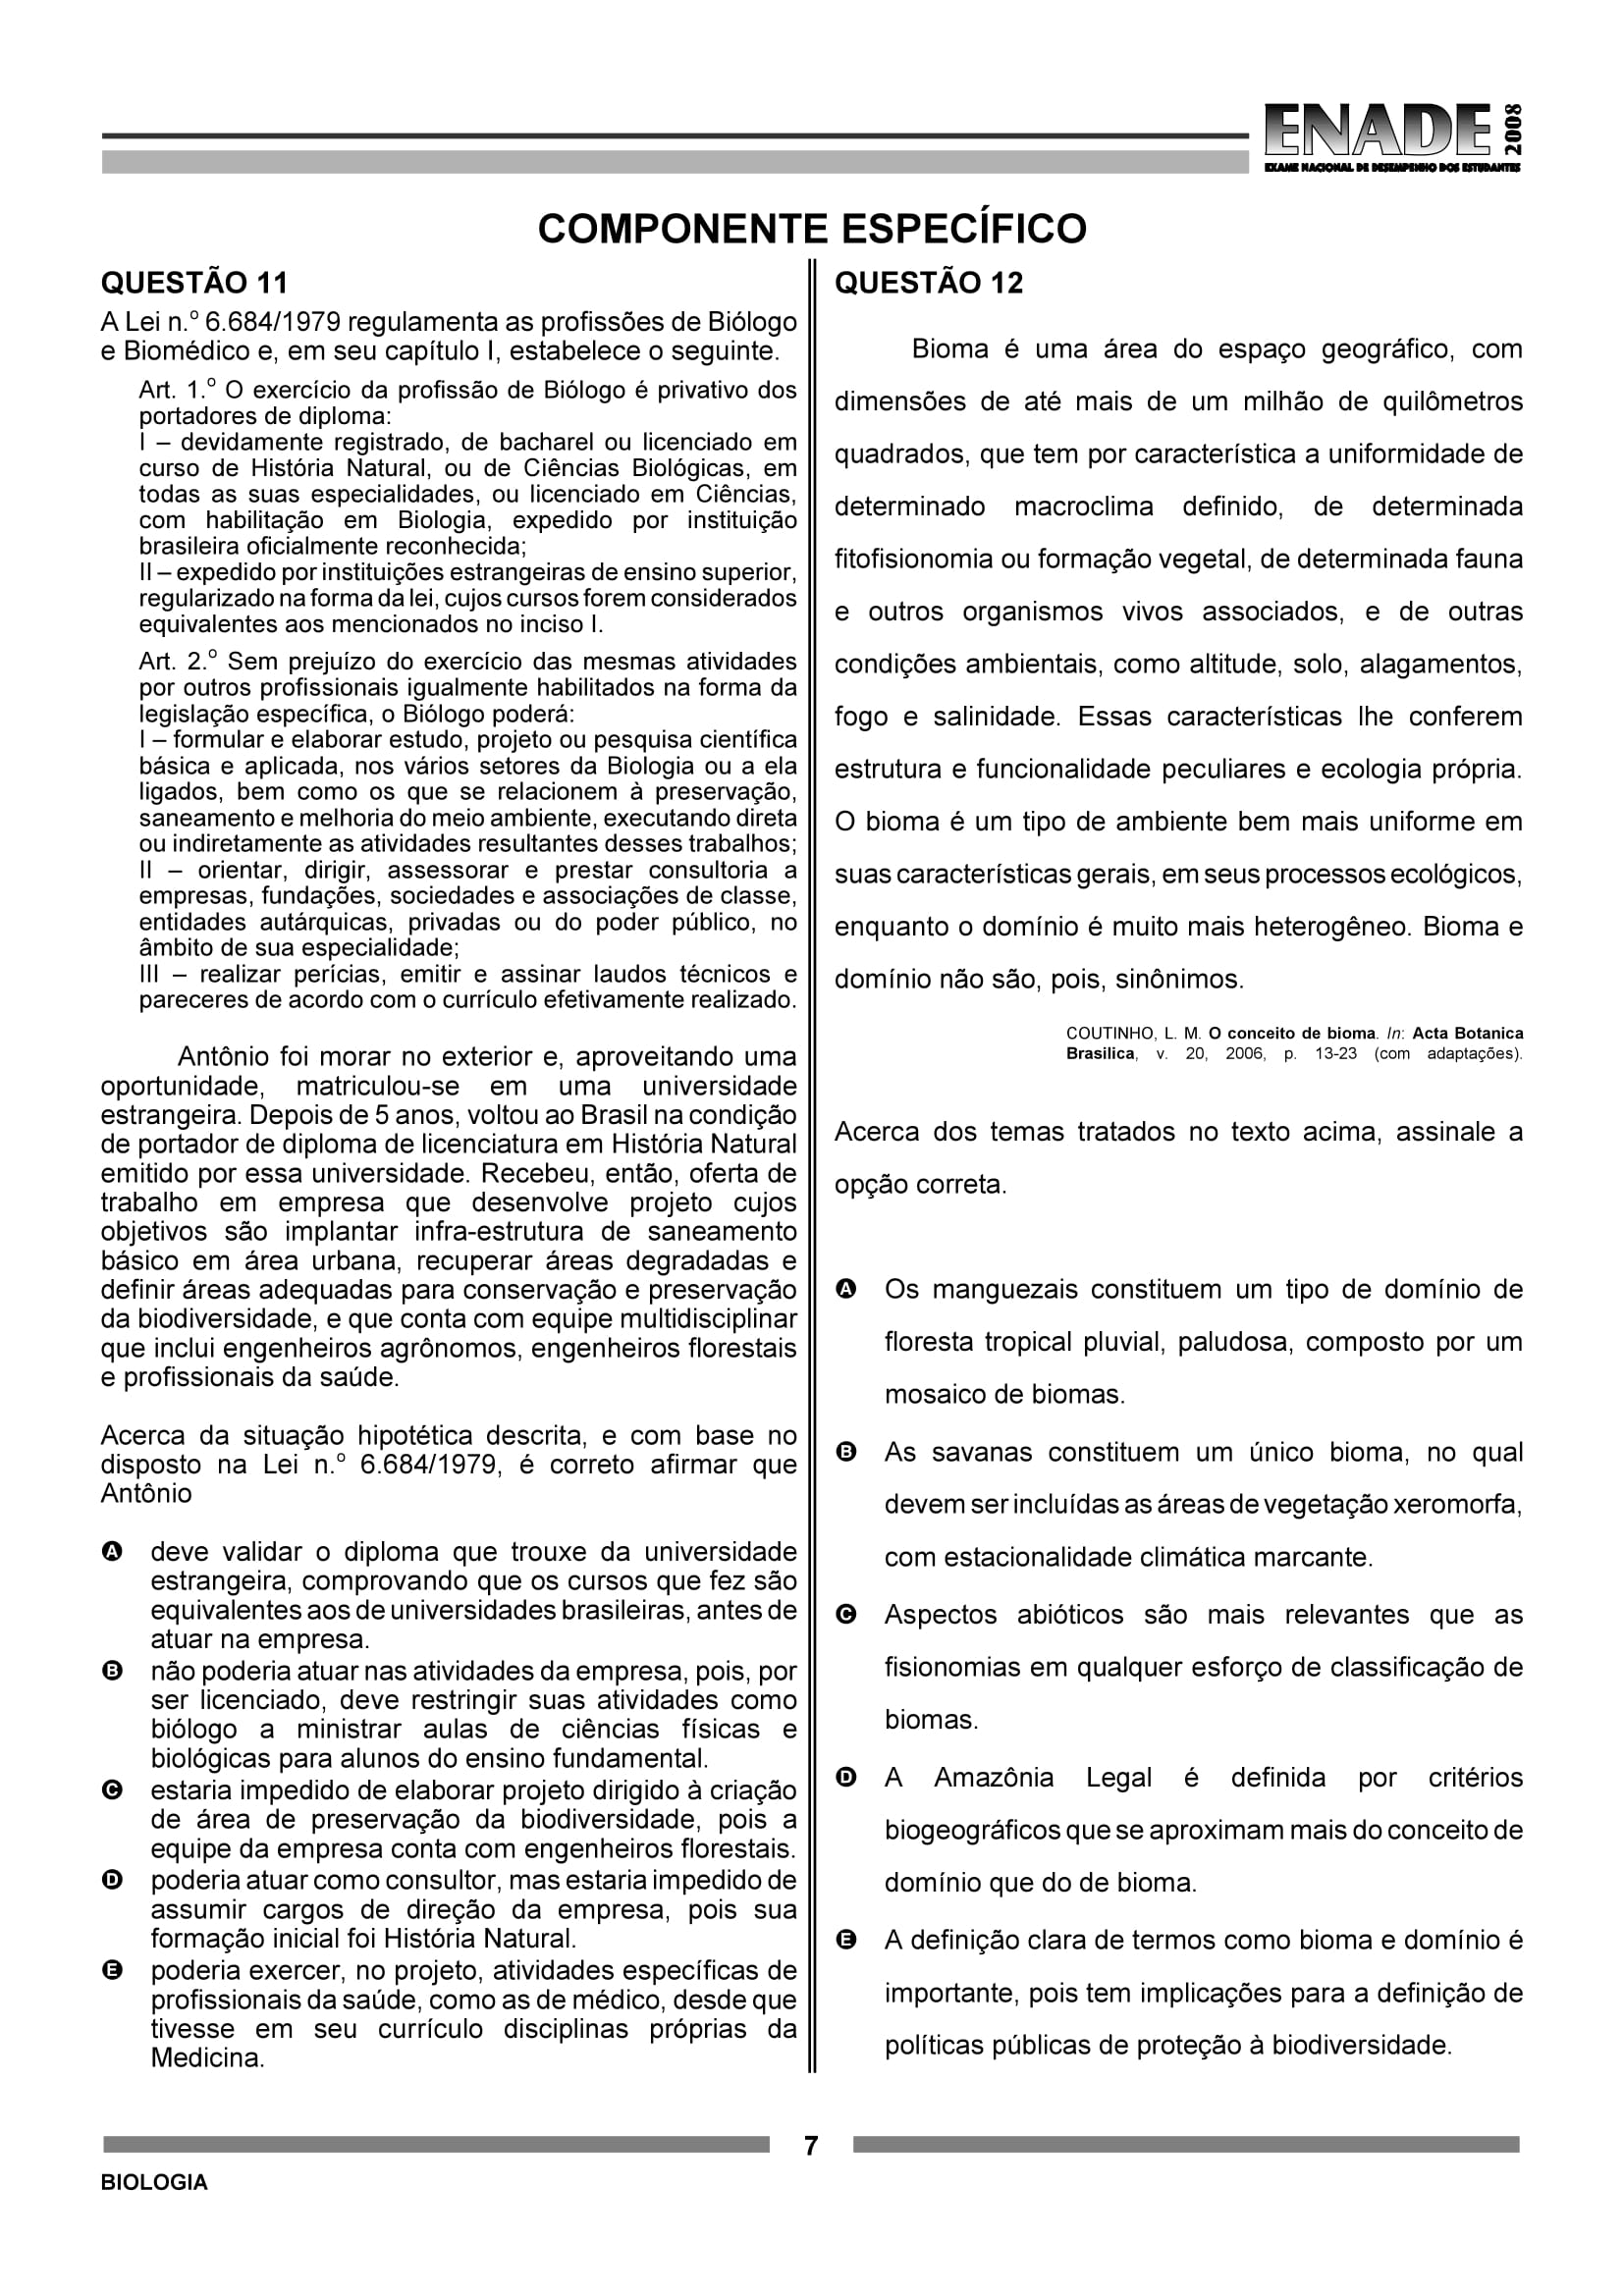 ENADE 2008
EXAME NACIONAL DE DESEMPENHO DOS ESTUDANTES
COMPONENTE ESPECÍFICO
QUESTÃO 11
A Lei n.º 6.684/1979 regulamenta as profissões de Biólogo
e Biomédico e, em seu capítulo I, estabelece o seguinte.
Art. 1.º O exercício da profissão de Biólogo é privativo dos
portadores de diploma:
I – devidamente registrado, de bacharel ou licenciado em
curso de História Natural, ou de Ciências Biológicas, em
todas as suas especialidades, ou licenciado em Ciências,
com habilitação em Biologia, expedido por instituição
brasileira oficialmente reconhecida;
II – expedido por instituições estrangeiras de ensino superior,
regularizado na forma da lei, cujos cursos forem considerados
equivalentes aos mencionados no inciso I.
Art. 2.º Sem prejuízo do exercício das mesmas atividades
por outros profissionais igualmente habilitados na forma da
legislação específica, o Biólogo poderá:
I – formular e elaborar estudo, projeto ou pesquisa científica
básica e aplicada, nos vários setores da Biologia ou a ela
ligados, bem como os que se relacionem à preservação,
saneamento e melhoria do meio ambiente, executando direta
ou indiretamente as atividades resultantes desses trabalhos;
II – orientar, dirigir, assessorar e prestar consultoria a
empresas, fundações, sociedades e associações de classe,
entidades autárquicas, privadas ou do poder público, no
âmbito de sua especialidade;
III – realizar perícias, emitir e assinar laudos técnicos e
pareceres de acordo com o currículo efetivamente realizado.
Antônio foi morar no exterior e, aproveitando uma
oportunidade, matriculou-se em uma universidade
estrangeira. Depois de 5 anos, voltou ao Brasil na condição
de portador de diploma de licenciatura em História Natural
emitido por essa universidade. Recebeu, então, oferta de
trabalho em empresa que desenvolve projeto cujos
objetivos são implantar infra-estrutura de saneamento
básico em área urbana, recuperar áreas degradadas e
definir áreas adequadas para conservação e preservação
da biodiversidade, e que conta com equipe multidisciplinar
que inclui engenheiros agrônomos, engenheiros florestais
e profissionais da saúde.
Acerca da situação hipotética descrita, e com base no
disposto na Lei n.º 6.684/1979, é correto afirmar que
Antônio
A deve validar o diploma que trouxe da universidade
estrangeira, comprovando que os cursos que fez são
equivalentes aos de universidades brasileiras, antes de
atuar na empresa.
B não poderia atuar nas atividades da empresa, pois, por
ser licenciado, deve restringir suas atividades como
biólogo a ministrar aulas de ciências físicas e
biológicas para alunos do ensino fundamental.
C estaria impedido de elaborar projeto dirigido à criação
de área de preservação da biodiversidade, pois a
equipe da empresa conta com engenheiros florestais.
D poderia atuar como consultor, mas estaria impedido de
assumir cargos de direção da empresa, pois sua
formação inicial foi História Natural.
E poderia exercer, no projeto, atividades específicas de
profissionais da saúde, como as de médico, desde que
tivesse em seu currículo disciplinas próprias da
Medicina.
QUESTÃO 12
Bioma é uma área do espaço geográfico, com
dimensões de até mais de um milhão de quilômetros
quadrados, que tem por característica a uniformidade de
determinado macroclima definido, de determinada
fitofisionomia ou formação vegetal, de determinada fauna
e outros organismos vivos associados, e de outras
condições ambientais, como altitude, solo, alagamentos,
fogo e salinidade. Essas características lhe conferem
estrutura e funcionalidade peculiares e ecologia própria.
O bioma é um tipo de ambiente bem mais uniforme em
suas características gerais, em seus processos ecológicos,
enquanto o domínio é muito mais heterogêneo. Bioma e
domínio não são, pois, sinônimos.
COUTINHO, L. M. O conceito de bioma. In: Acta Botanica
Brasilica, v. 20, 2006, p. 13-23 (com adaptações).
Acerca dos temas tratados no texto acima, assinale a
opção correta.
A Os manguezais constituem um tipo de domínio de
floresta tropical pluvial, paludosa, composto por um
mosaico de biomas.
B As savanas constituem um único bioma, no qual
devem ser incluídas as áreas de vegetação xeromorfa,
com estacionalidade climática marcante.
C Aspectos abióticos são mais relevantes que as
fisionomias em qualquer esforço de classificação de
biomas.
D A Amazônia Legal é definida por critérios
biogeográficos que se aproximam mais do conceito de
domínio que do de bioma.
E A definição clara de termos como bioma e domínio é
importante, pois tem implicações para a definição de
políticas públicas de proteção à biodiversidade.
7
BIOLOGIA